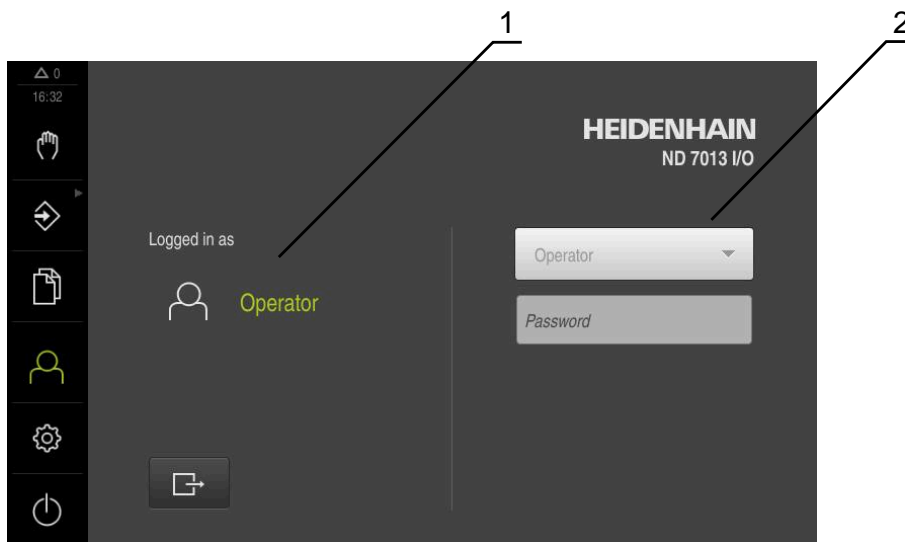 1
2
△ 0
16:32
HEIDENHAIN
ND 7013 I/O
Logged in as
Operator
Operator
Password